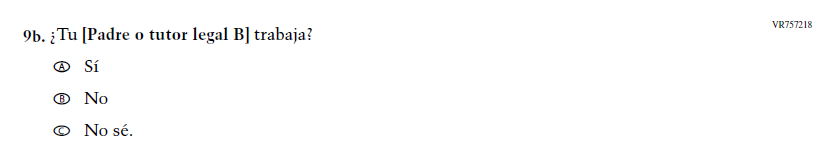 VR757218
9b. ¿Tu [Padre o tutor legal B] trabaja?
A Sí
B No
C No sé.